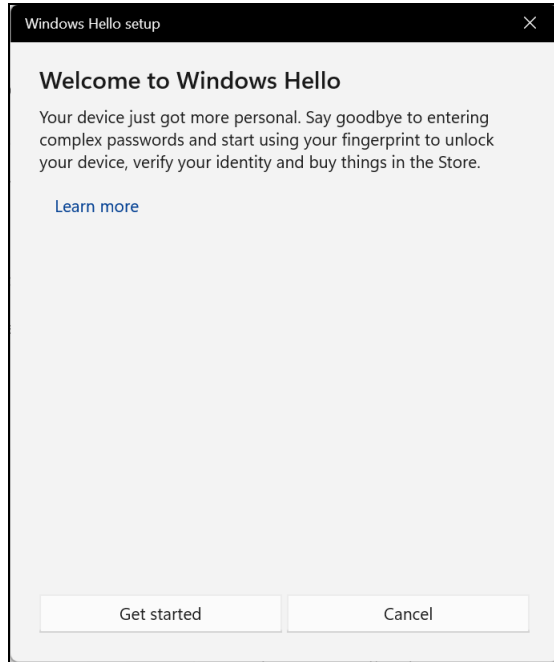 Windows Hello setup
Welcome to Windows Hello
Your device just got more personal. Say goodbye to entering
complex passwords and start using your fingerprint to unlock
your device, verify your identity and buy things in the Store.
Learn more
Get started
Cancel